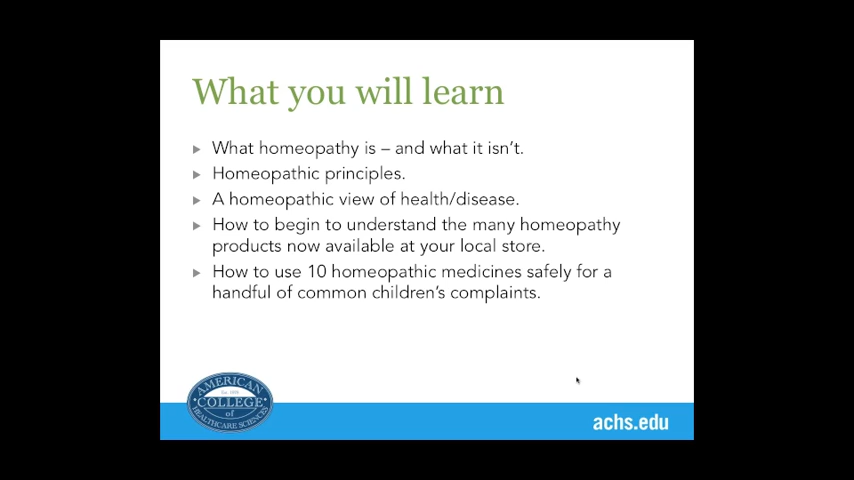 What you will learn
What homeopathy is – and what it isn't.
Homeopathic principles.
A homeopathic view of health/disease.
How to begin to understand the many homeopathy
products now available at your local store.
How to use 10 homeopathic medicines safely for a
handful of common children's complaints.
AMERICAN
COLLEGE
of
HEALTHCARE SCIENCES
achs.edu